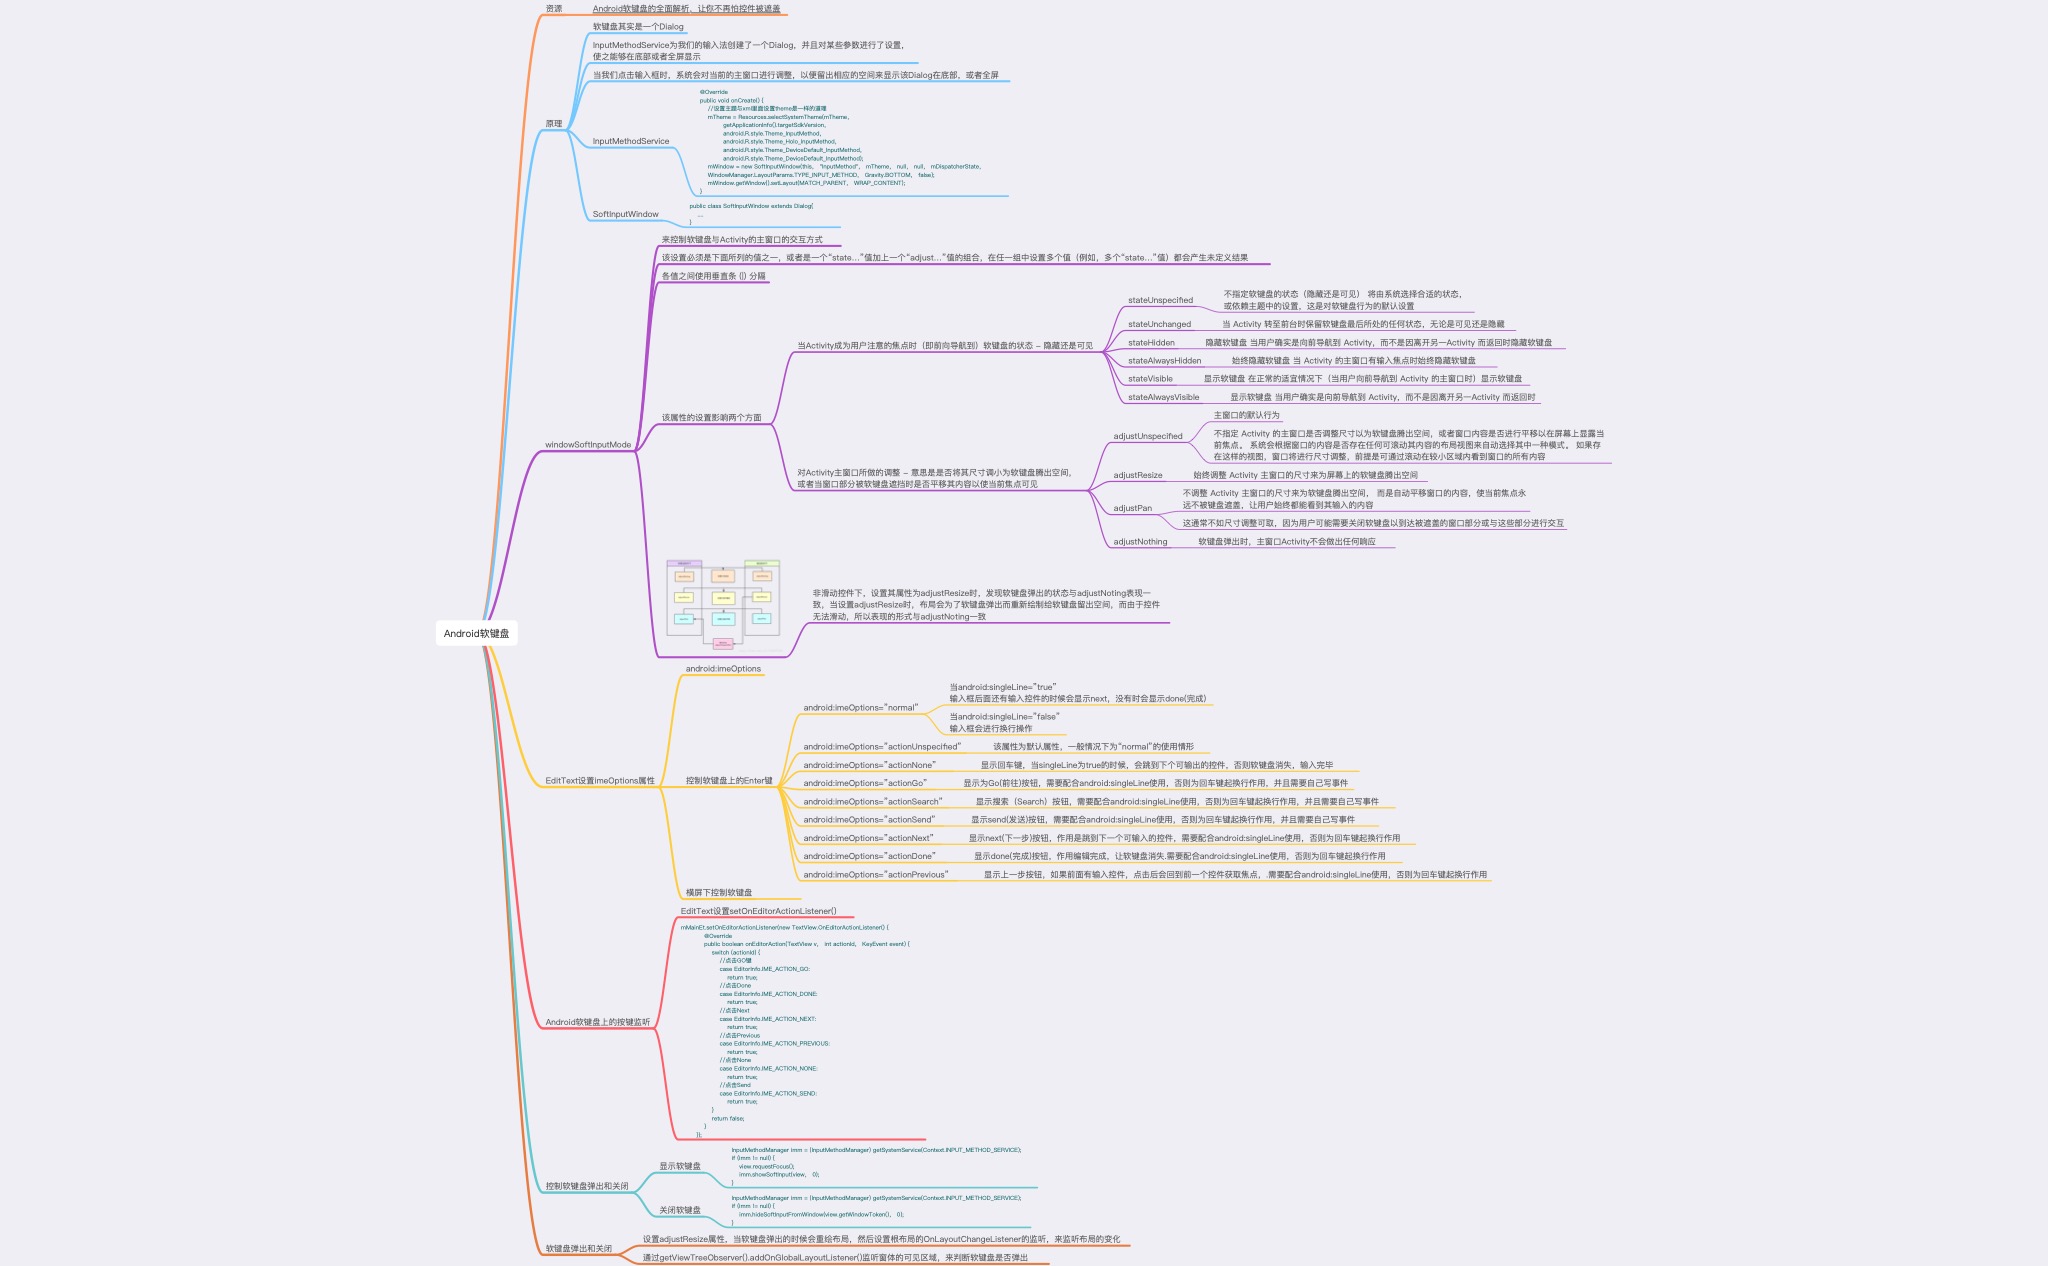 资源
Android软键盘的全面解析、让你不再怕控件被遮盖
软键盘其实是一个Dialog
InputMethodService为我们的输入法创建了一个Dialog，并且对某些参数进行了设置，
使之能够在底部或者全屏显示
当我们点击输入框时，系统会对当前的主窗口进行调整，以便留出相应的空间来显示该Dialog在底部，或者全屏
原理
InputMethodService
@Override
public void onCreate() {
//设置主题与xml里面设置theme是一样的道理
mTheme = Resources.selectSystemTheme(mTheme,
getApplicationInfo().targetSdkVersion,
android.R.style.Theme_InputMethod,
android.R.style.Theme_Holo_InputMethod,
android.R.style.Theme_DeviceDefault_InputMethod,
android.R.style.Theme_DeviceDefault_InputMethod);
mWindow = new SoftInputWindow(this, "InputMethod", mTheme, null, null, mDispatcherState,
WindowManager.LayoutParams.TYPE_INPUT_METHOD, Gravity.BOTTOM, false);
mWindow.getWindow().setLayout(MATCH_PARENT, WRAP_CONTENT);
}
SoftInputWindow
public class SoftInputWindow extends Dialog{
...
}
windowSoftInputMode
来控制软键盘与Activity的主窗口的交互方式
该设置必须是下面所列的值之一，或者是一个“state...”值加上一个“adjust...”值的组合，在任一组中设置多个值（例如，多个“state...”值）都会产生未定义结果
各值之间使用垂直条 (|) 分隔
该属性的设置影响两个方面
当Activity成为用户注意的焦点时（即前向导航到）软键盘的状态 - 隐藏还是可见
stateUnspecified
不指定软键盘的状态（隐藏还是可见） 将由系统选择合适的状态，
或依赖主题中的设置，这是对软键盘行为的默认设置
stateUnchanged
当 Activity 转至前台时保留软键盘最后所处的任何状态，无论是可见还是隐藏
stateHidden
隐藏软键盘 当用户确实是向前导航到 Activity，而不是因离开另一Activity 而返回时隐藏软键盘
stateAlwaysHidden
始终隐藏软键盘 当 Activity 的主窗口有输入焦点时始终隐藏软键盘
stateVisible
显示软键盘 在正常的适宜情况下（当用户向前导航到 Activity 的主窗口时）显示软键盘
stateAlwaysVisible
显示软键盘 当用户确实是向前导航到 Activity，而不是因离开另一Activity 而返回时
对Activity主窗口所做的调整 - 意思是是否将其尺寸调小为软键盘腾出空间，
或者当窗口部分被软键盘遮挡时是否平移其内容以使当前焦点可见
adjustUnspecified
主窗口的默认行为
不指定 Activity 的主窗口是否调整尺寸以为软键盘腾出空间，或者窗口内容是否进行平移以在屏幕上显露当
前焦点。 系统会根据窗口的内容是否存在任何可滚动其内容的布局视图来自动选择其中一种模式。 如果存
在这样的视图，窗口将进行尺寸调整，前提是可通过滚动在较小区域内看到窗口的所有内容
adjustResize
始终调整 Activity 主窗口的尺寸来为屏幕上的软键盘腾出空间
adjustPan
不调整 Activity 主窗口的尺寸来为软键盘腾出空间， 而是自动平移窗口的内容，使当前焦点永
远不被键盘遮盖，让用户始终都能看到其输入的内容
这通常不如尺寸调整可取，因为用户可能需要关闭软键盘以到达被遮盖的窗口部分或与这些部分进行交互
adjustNothing
软键盘弹出时，主窗口Activity不会做出任何响应
非滑动控件下，设置其属性为adjustResize时，发现软键盘弹出的状态与adjustNoting表现一
致，当设置adjustResize时，布局会为了软键盘弹出而重新绘制给软键盘留出空间，而由于控件
无法滑动，所以表现的形式与adjustNoting一致
Android软键盘
EditText设置imeOptions属性
android:imeOptions
控制软键盘上的Enter键
android:imeOptions="normal"
当android:singleLine="true"
输入框后面还有输入控件的时候会显示next，没有时会显示done(完成)
当android:singleLine="false"
输入框会进行换行操作
android:imeOptions="actionUnspecified"
该属性为默认属性，一般情况下为“normal”的使用情形
android:imeOptions="actionNone"
显示回车键，当singleLine为true的时候，会跳到下个可输出的控件，否则软键盘消失，输入完毕
android:imeOptions="actionGo"
显示为Go(前往)按钮，需要配合android:singleLine使用，否则为回车键起换行作用，并且需要自己写事件
android:imeOptions="actionSearch"
显示搜索（Search）按钮，需要配合android:singleLine使用，否则为回车键起换行作用，并且需要自己写事件
android:imeOptions="actionSend"
显示send(发送)按钮，需要配合android:singleLine使用，否则为回车键起换行作用，并且需要自己写事件
android:imeOptions="actionNext"
显示next(下一步)按钮，作用是跳到下一个可输入的控件，需要配合android:singleLine使用，否则为回车键起换行作用
android:imeOptions="actionDone"
显示done(完成)按钮，作用编辑完成，让软键盘消失.需要配合android:singleLine使用，否则为回车键起换行作用
android:imeOptions="actionPrevious"
显示上一步按钮，如果前面有输入控件，点击后会回到前一个控件获取焦点，.需要配合android:singleLine使用，否则为回车键起换行作用
横屏下控制软键盘
Android软键盘上的按键监听
EditText设置setOnEditorActionListener()
mMainEt.setOnEditorActionListener(new TextView.OnEditorActionListener() {
@Override
public boolean onEditorAction(TextView v, int actionId, KeyEvent event) {
switch (actionId) {
//点击GO键
case EditorInfo.IME_ACTION_GO:
return true;
//点击Done
case EditorInfo.IME_ACTION_DONE:
return true;
//点击Next
case EditorInfo.IME_ACTION_NEXT:
return true;
//点击Previous
case EditorInfo.IME_ACTION_PREVIOUS:
return true;
//点击None
case EditorInfo.IME_ACTION_NONE:
return true;
//点击Send
case EditorInfo.IME_ACTION_SEND:
return true;
}
return false;
}
});
控制软键盘弹出和关闭
显示软键盘
InputMethodManager imm = (InputMethodManager) getSystemService(Context.INPUT_METHOD_SERVICE);
if (imm != null) {
view.requestFocus();
imm.showSoftInput(view, 0);
}
关闭软键盘
InputMethodManager imm = (InputMethodManager) getSystemService(Context.INPUT_METHOD_SERVICE);
if (imm != null) {
imm.hideSoftInputFromWindow(view.getWindowToken(), 0);
}
软键盘弹出和关闭
设置adjustResize属性，当软键盘弹出的时候会重绘布局，然后设置根布局的OnLayoutChangeListener的监听，来监听布局的变化
通过getViewTreeObserver().addOnGlobalLayoutListener()监听窗体的可见区域，来判断软键盘是否弹出